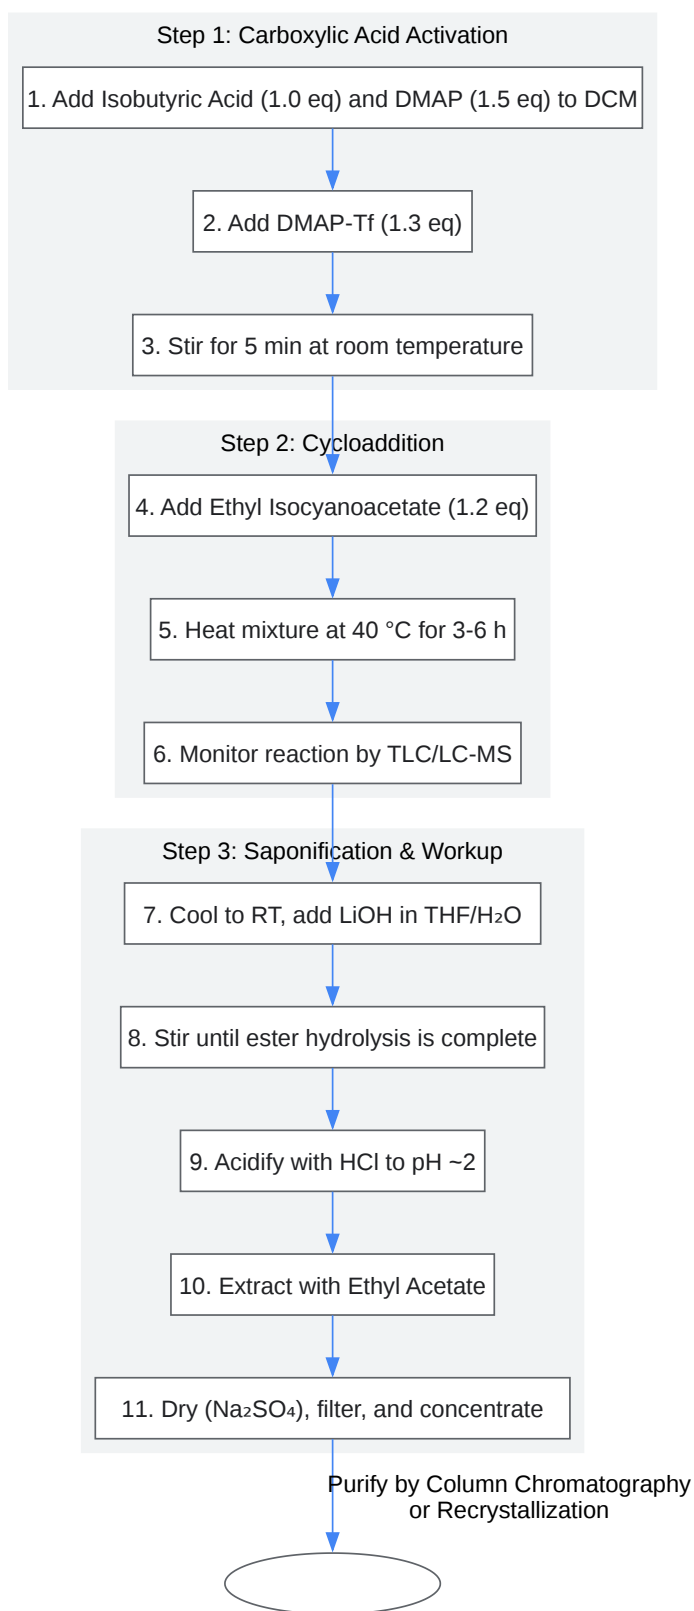 Step 1: Carboxylic Acid Activation
1. Add Isobutyric Acid (1.0 eq) and DMAP (1.5 eq) to DCM
2. Add DMAP-Tf (1.3 eq)
3. Stir for 5 min at room temperature
Step 2: Cycloaddition
4. Add Ethyl Isocyanoacetate (1.2 eq)
5. Heat mixture at 40 °C for 3-6 h
6. Monitor reaction by TLC/LC-MS
Step 3: Saponification & Workup
7. Cool to RT, add LiOH in THF/H₂O
8. Stir until ester hydrolysis is complete
9. Acidify with HCl to pH ~2
10. Extract with Ethyl Acetate
11. Dry (Na₂SO₄), filter, and concentrate
Purify by Column Chromatography
or Recrystallization